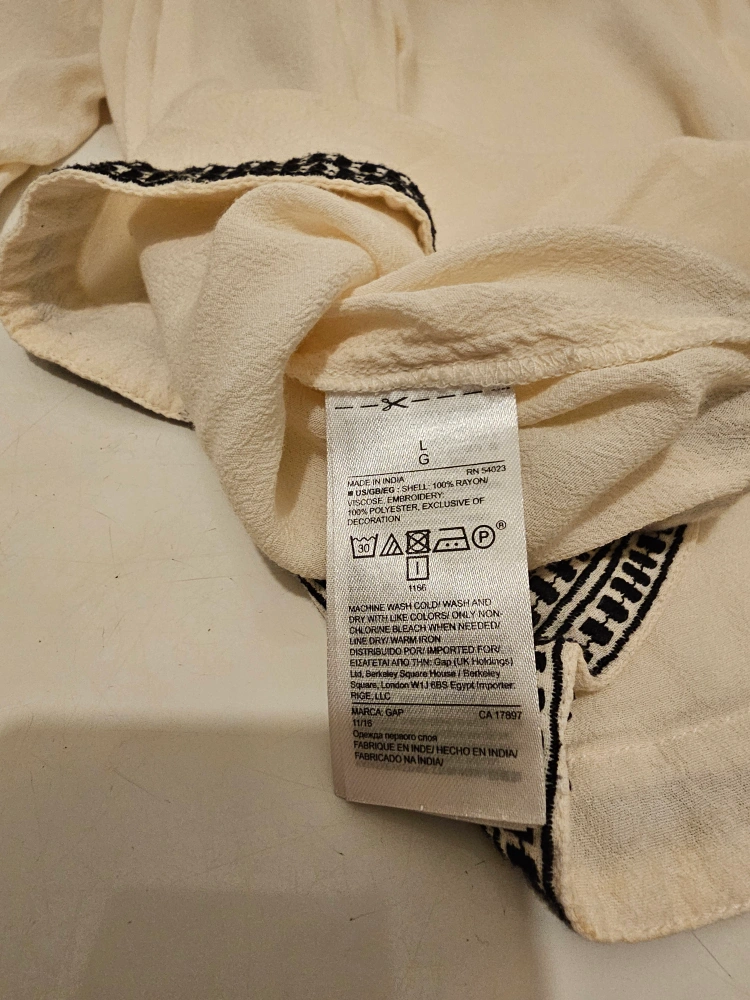 L
G
MADE IN INDIA RN 54023
■ US/GB/EG : SHELL: 100% RAYON/
VISCOSE, EMBROIDERY:
100% POLYESTER, EXCLUSIVE OF
DECORATION
30 P®
1156
MACHINE WASH COLD/ WASH AND
DRY WITH LIKE COLORS/ ONLY NON-
CHLORINE BLEACH WHEN NEEDED/
LINE DRY/ WARM IRON
DISTRIBUIDO POR/ IMPORTED FOR/
ΕΙΣΑΓΕΤΑΙ ΑΠΟ ΤΗΝ: Gap (UK Holdings)
Ltd, Berkeley Square House / Berkeley
Square, London W1J 6BS Egypt Importer:
RIGE, LLC
MARCA: GAP CA 17897
11/16
Одежда первого слоя
FABRIQUE EN INDE/ HECHO EN INDIA/
FABRICADO NA ÍNDIA/